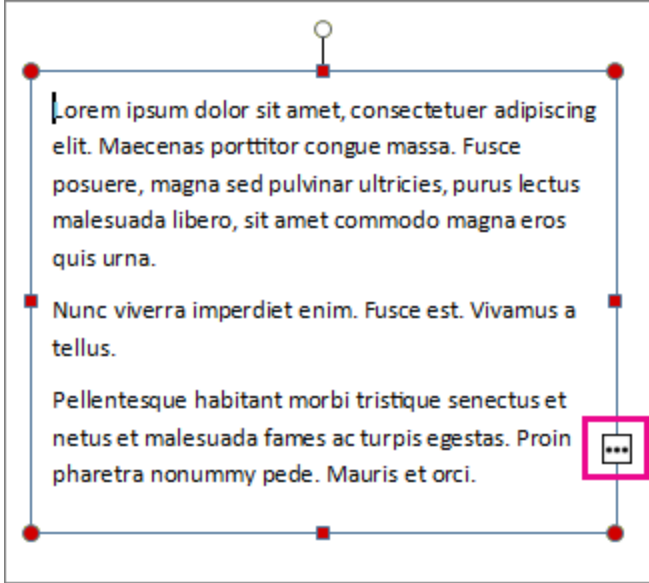 Lorem ipsum dolor sit amet, consectetuer adipiscing
elit. Maecenas porttitor congue massa. Fusce
posuere, magna sed pulvinar ultricies, purus lectus
malesuada libero, sit amet commodo magna eros
quis urna.
Nunc viverra imperdiet enim. Fusce est. Vivamus a
tellus.
Pellentesque habitant morbi tristique senectus et
netus et malesuada fames ac turpis egestas. Proin
pharetra nonummy pede. Mauris et orci.